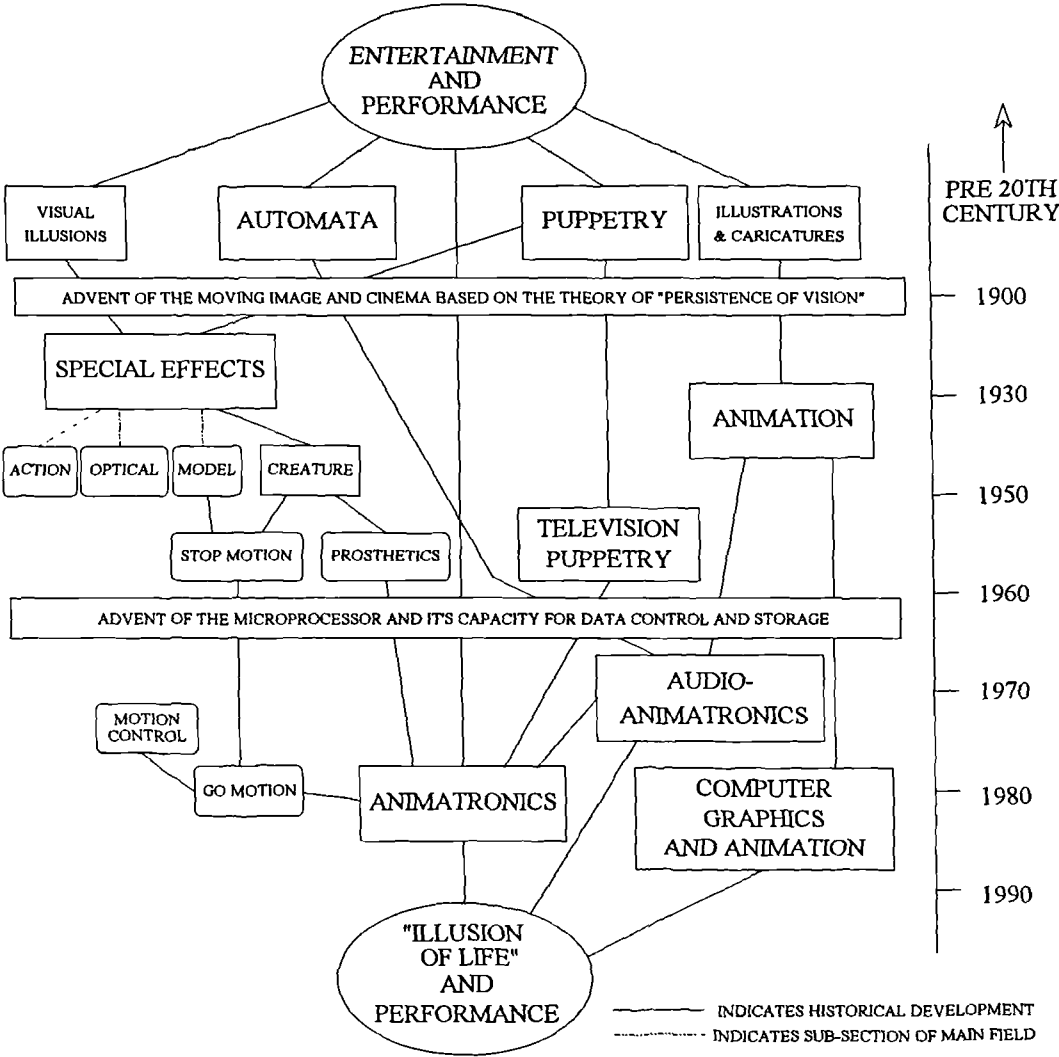 ENTERTAINMENT
AND
PERFORMANCE
PRE 20TH
CENTURY
VISUAL
ILLUSIONS
AUTOMATA
PUPPETRY
ILLUSTRATIONS
& CARICATURES
ADVENT OF THE MOVING IMAGE AND CINEMA BASED ON THE THEORY OF "PERSISTENCE OF VISION"
1900
SPECIAL EFFECTS
1930
ANIMATION
ACTION
OPTICAL
MODEL
CREATURE
1950
TELEVISION
PUPPETRY
STOP MOTION
PROSTHETICS
1960
ADVENT OF THE MICROPROCESSOR AND IT'S CAPACITY FOR DATA CONTROL AND STORAGE
AUDIO-
ANIMATRONICS
1970
MOTION
CONTROL
GO MOTION
ANIMATRONICS
COMPUTER
GRAPHICS
AND ANIMATION
1980
1990
"ILLUSION
OF LIFE"
AND
PERFORMANCE
INDICATES HISTORICAL DEVELOPMENT
INDICATES SUB-SECTION OF MAIN FIELD